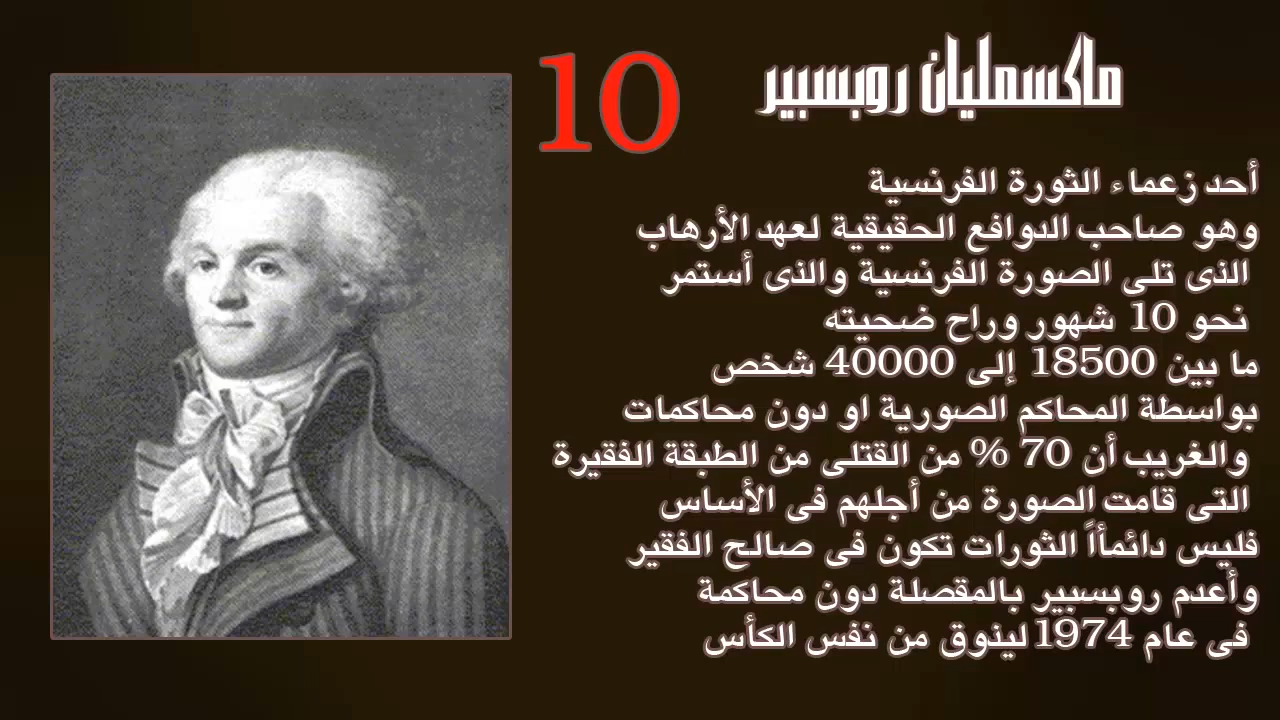 ماكسمليان روبسبير
10
أحد زعماء الثورة الفرنسية
وهو صاحب الدوافع الحقيقية لعهد الأرهاب
الذى تلى الصورة الفرنسية والذى أستمر
نحو 10 شهور وراح ضحيته
ما بين 18500 إلى 40000 شخص
بواسطة المحاكم الصورية او دون محاكمات
والغريب أن 70 % من القتلى من الطبقة الفقيرة
التى قامت الصورة من أجلهم فى الأساس
فليس دائمأاً الثورات تكون فى صالح الفقير
وأعدم روبسبير بالمقصلة دون محاكمة
فى عام 1974 لينوق من نفس الكأس